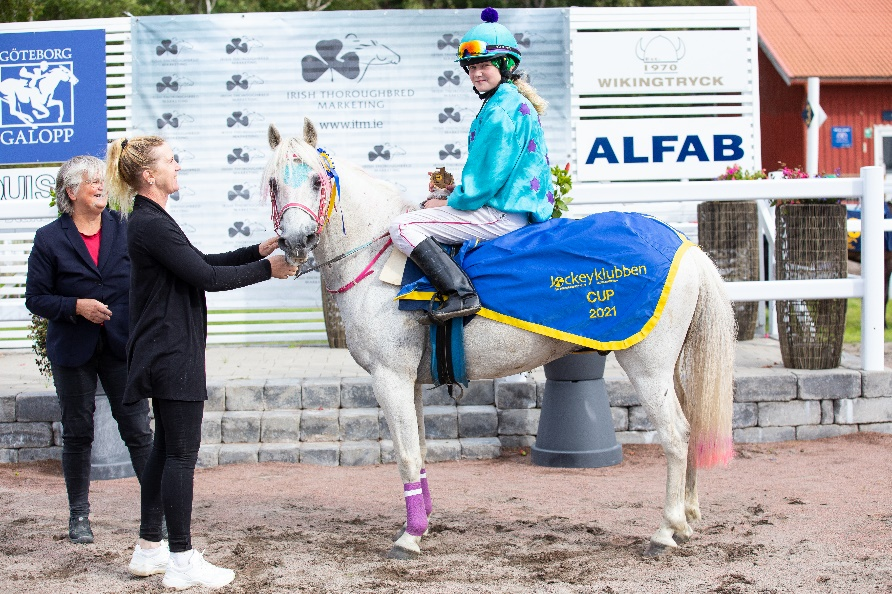 GÖTEBORG
GALOPP
IRISH THOROUGHBRED
MARKETING
www.itm.ie
1970
WIKINGTRYCK
ALFAB
Jockeyklubben
CUP
2021